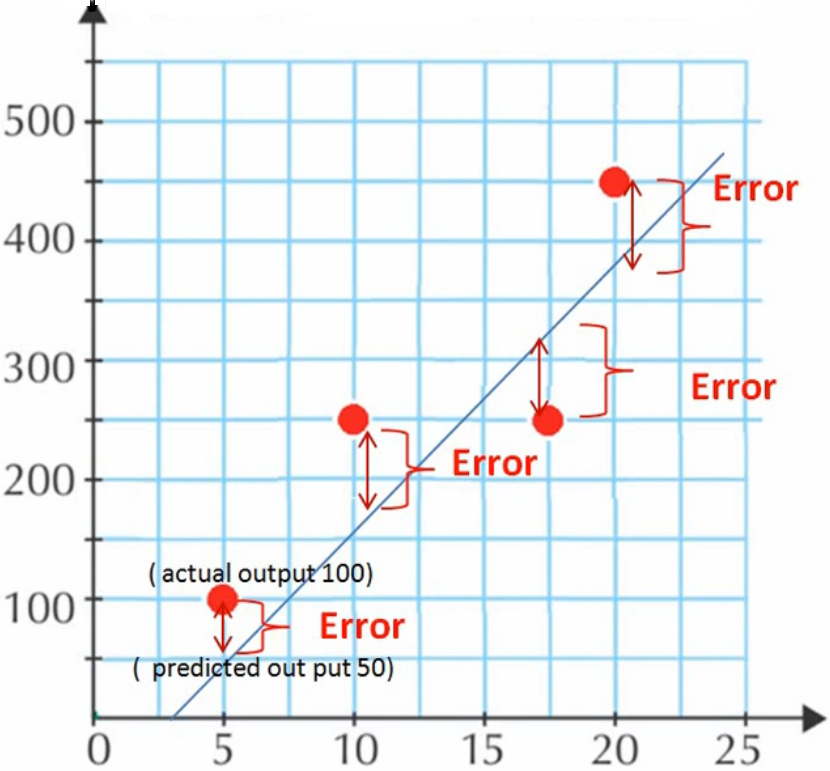 500
Error
400
300
Error
Error
200
( actual output 100)
100
Error
( predicted out put 50)
0 5 10 15 20 25